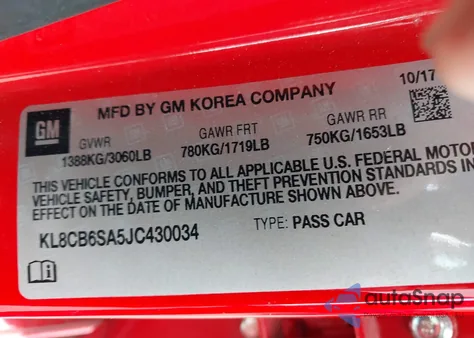 GM
MFD BY GM KOREA COMPANY
10/17
GVWR
GAWR FRT
GAWR RR
1388KG/3060LB
780KG/1719LB
750KG/1653LB
THIS VEHICLE CONFORMS TO ALL APPLICABLE U.S. FEDERAL MOTOR
VEHICLE SAFETY, BUMPER, AND THEFT PREVENTION STANDARDS IN
EFFECT ON THE DATE OF MANUFACTURE SHOWN ABOVE.
KL8CB6SA5JC430034
TYPE: PASS CAR
autoSnap